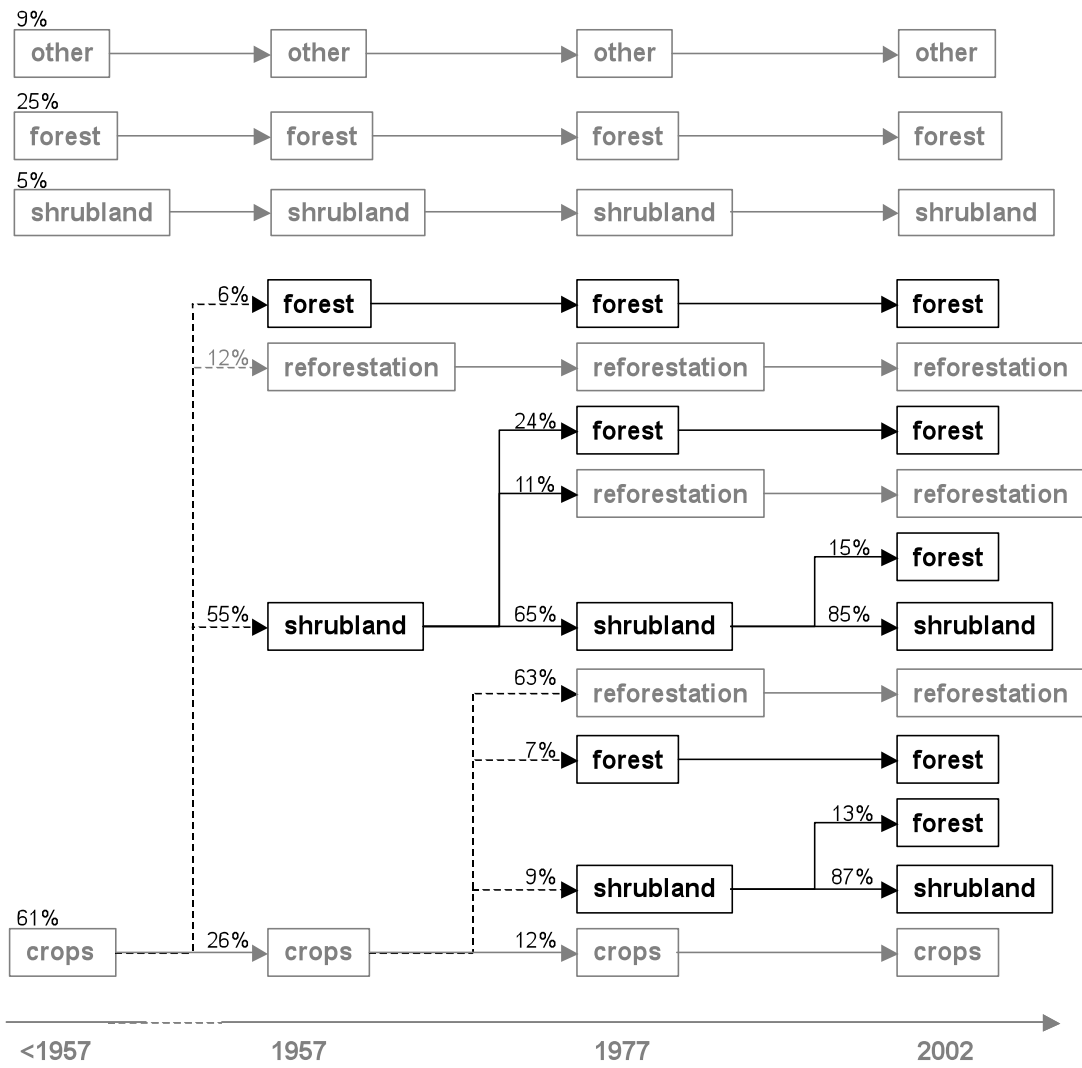 9%
other other other other
25%
forest forest forest forest
5%
shrubland shrubland shrubland shrubland
6%
forest forest forest
12%
reforestation reforestation reforestation
24%
forest forest
11%
reforestation reforestation
15%
forest
55% 65% 85%
shrubland shrubland shrubland
63%
reforestation reforestation
7%
forest forest
13%
forest
9% 87%
shrubland shrubland
61%
26% 12%
crops crops crops crops
<1957 1957 1977 2002